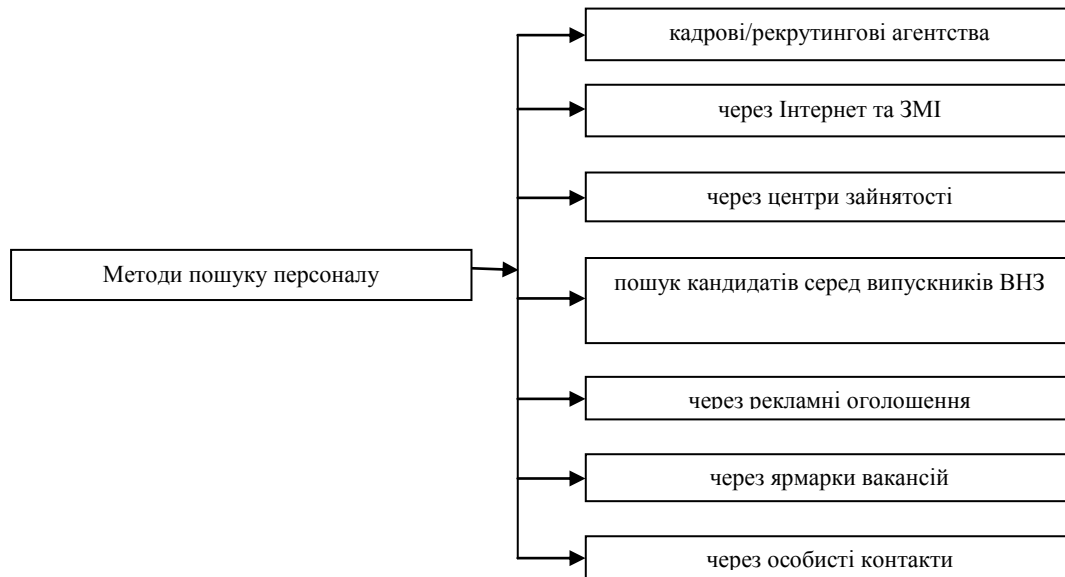 Методи пошуку персоналу
кадрові/рекрутингові агентства
через Інтернет та ЗМІ
через центри зайнятості
пошук кандидатів серед випускників ВНЗ
через рекламні оголошення
через ярмарки вакансій
через особисті контакти